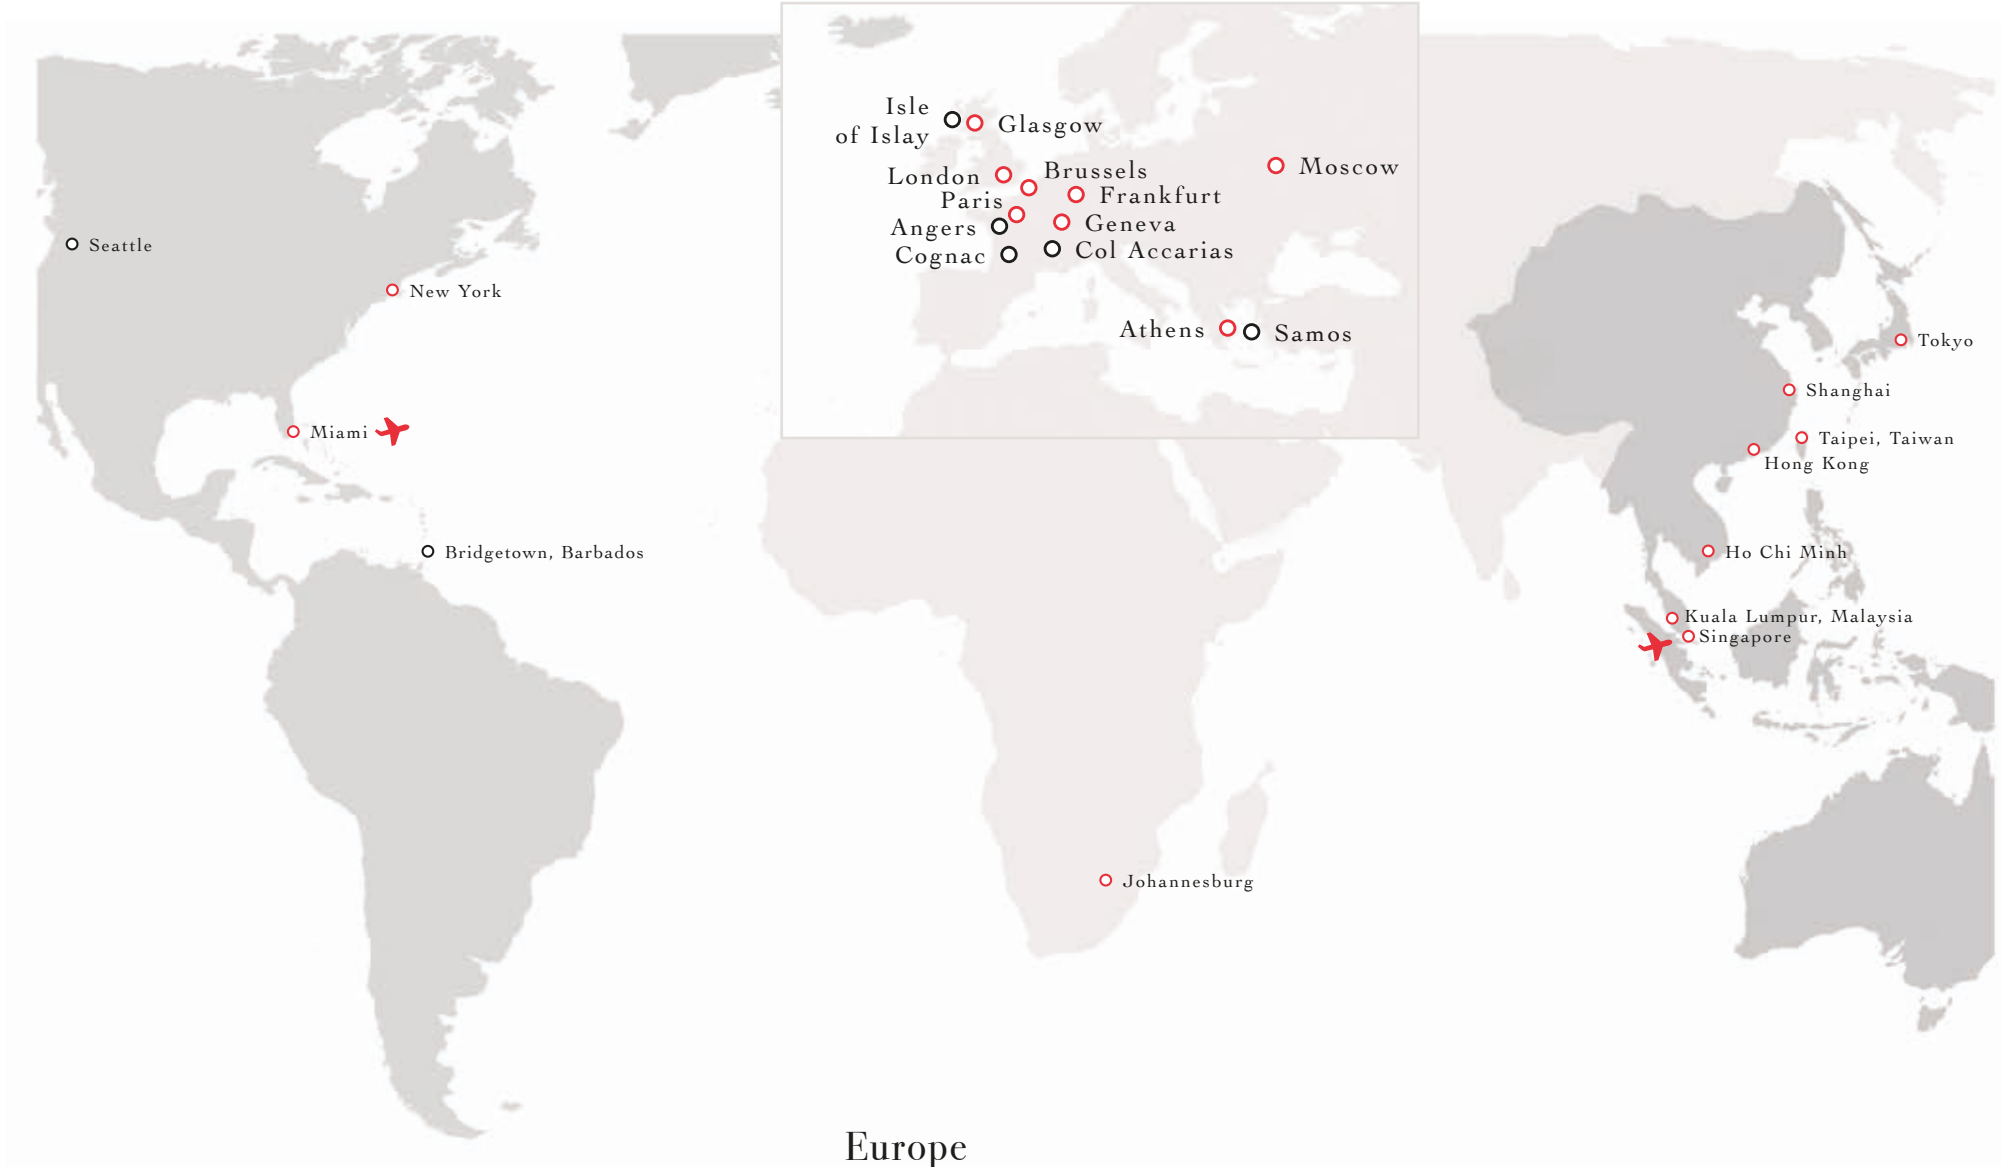 Isle
of Islay
Glasgow
London
Brussels
Moscow
Paris
Frankfurt
Angers
Geneva
Cognac
Col Accarias
Athens
Samos
Seattle
New York
Miami
Bridgetown, Barbados
Tokyo
Shanghai
Taipei, Taiwan
Hong Kong
Ho Chi Minh
Kuala Lumpur, Malaysia
Singapore
Johannesburg
Europe